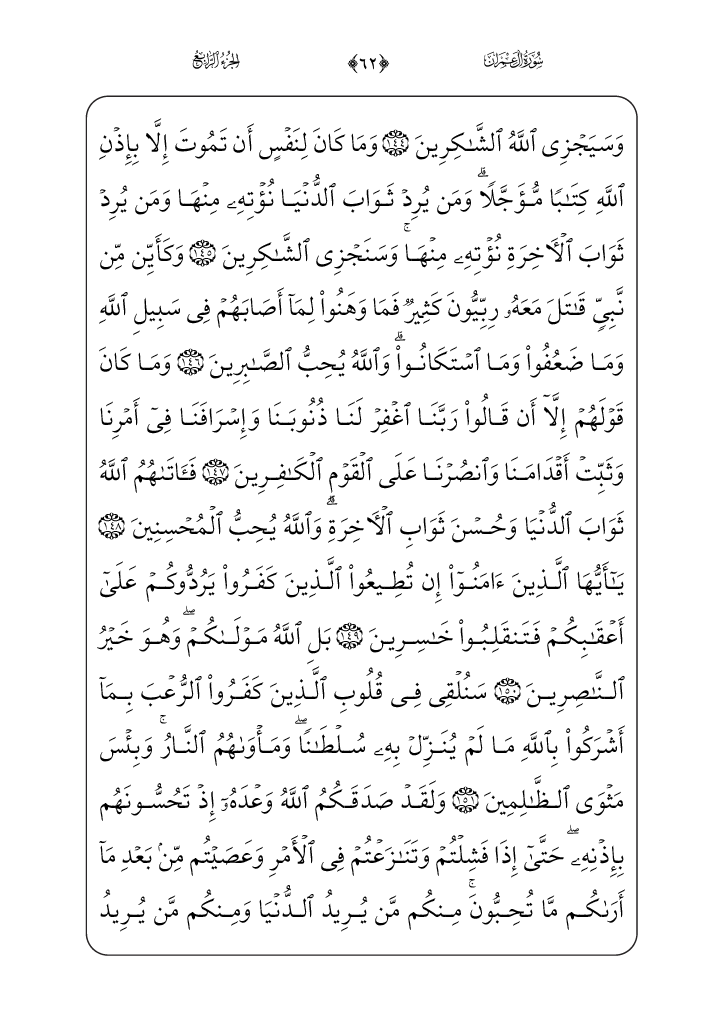 سُورَةُ آلِ عِمْرَانَ ﴿٦٢﴾ الجُزْءُ الرَّابِعُ
وَسَيَجْزِى ٱللَّهُ ٱلشَّـٰكِرِينَ ١٤٤ وَمَا كَانَ لِنَفْسٍ أَن تَمُوتَ إِلَّا بِإِذْنِ
ٱللَّهِ كِتَـٰبًا مُّؤَجَّلًاۗ وَمَن يُرِدْ ثَوَابَ ٱلدُّنْيَا نُؤْتِهِۦ مِنْهَا وَمَن يُرِدْ
ثَوَابَ ٱلْأَخِرَةِ نُؤْتِهِۦ مِنْهَاۚ وَسَنَجْزِى ٱلشَّـٰكِرِينَ ١٤٥ وَكَأَيِّن مِّن
نَّبِىٍّ قَـٰتَلَ مَعَهُۥ رِبِّيُّونَ كَثِيرٌ فَمَا وَهَنُوا۟ لِمَآ أَصَابَهُمْ فِى سَبِيلِ ٱللَّهِ
وَمَا ضَعُفُوا۟ وَمَا ٱسْتَكَانُوا۟ۗ وَٱللَّهُ يُحِبُّ ٱلصَّـٰبِرِينَ ١٤٦ وَمَا كَانَ
قَوْلَهُمْ إِلَّآ أَن قَالُوا۟ رَبَّنَا ٱغْفِرْ لَنَا ذُنُوبَنَا وَإِسْرَافَنَا فِىٓ أَمْرِنَا
وَثَبِّتْ أَقْدَامَنَا وَٱنصُرْنَا عَلَى ٱلْقَوْمِ ٱلْكَـٰفِرِينَ ١٤٧ فَـَٔاتَىٰهُمُ ٱللَّهُ
ثَوَابَ ٱلدُّنْيَا وَحُسْنَ ثَوَابِ ٱلْأَخِرَةِۗ وَٱللَّهُ يُحِبُّ ٱلْمُحْسِنِينَ ١٤٨
يَـٰٓأَيُّهَا ٱلَّذِينَ ءَامَنُوٓا۟ إِن تُطِيعُوا۟ ٱلَّذِينَ كَفَرُوا۟ يَرُدُّوكُمْ عَلَىٰٓ
أَعْقَـٰبِكُمْ فَتَنقَلِبُوا۟ خَـٰسِرِينَ ١٤٩ بَلِ ٱللَّهُ مَوْلَىٰكُمْۖ وَهُوَ خَيْرُ
ٱلنَّـٰصِرِينَ ١٥٠ سَنُلْقِى فِى قُلُوبِ ٱلَّذِينَ كَفَرُوا۟ ٱلرُّعْبَ بِمَآ
أَشْرَكُوا۟ بِٱللَّهِ مَا لَمْ يُنَزِّلْ بِهِۦ سُلْطَـٰنًاۖ وَمَأْوَىٰهُمُ ٱلنَّارُۚ وَبِئْسَ
مَثْوَى ٱلظَّـٰلِمِينَ ١٥١ وَلَقَدْ صَدَقَكُمُ ٱللَّهُ وَعْدَهُۥٓ إِذْ تَحُسُّونَهُم
بِإِذْنِهِۦۖ حَتَّىٰٓ إِذَا فَشِلْتُمْ وَتَنَـٰزَعْتُمْ فِى ٱلْأَمْرِ وَعَصَيْتُم مِّنۢ بَعْدِ مَآ
أَرَىٰكُم مَّا تُحِبُّونَۚ مِنكُم مَّن يُرِيدُ ٱلدُّنْيَا وَمِنكُم مَّن يُرِيدُ